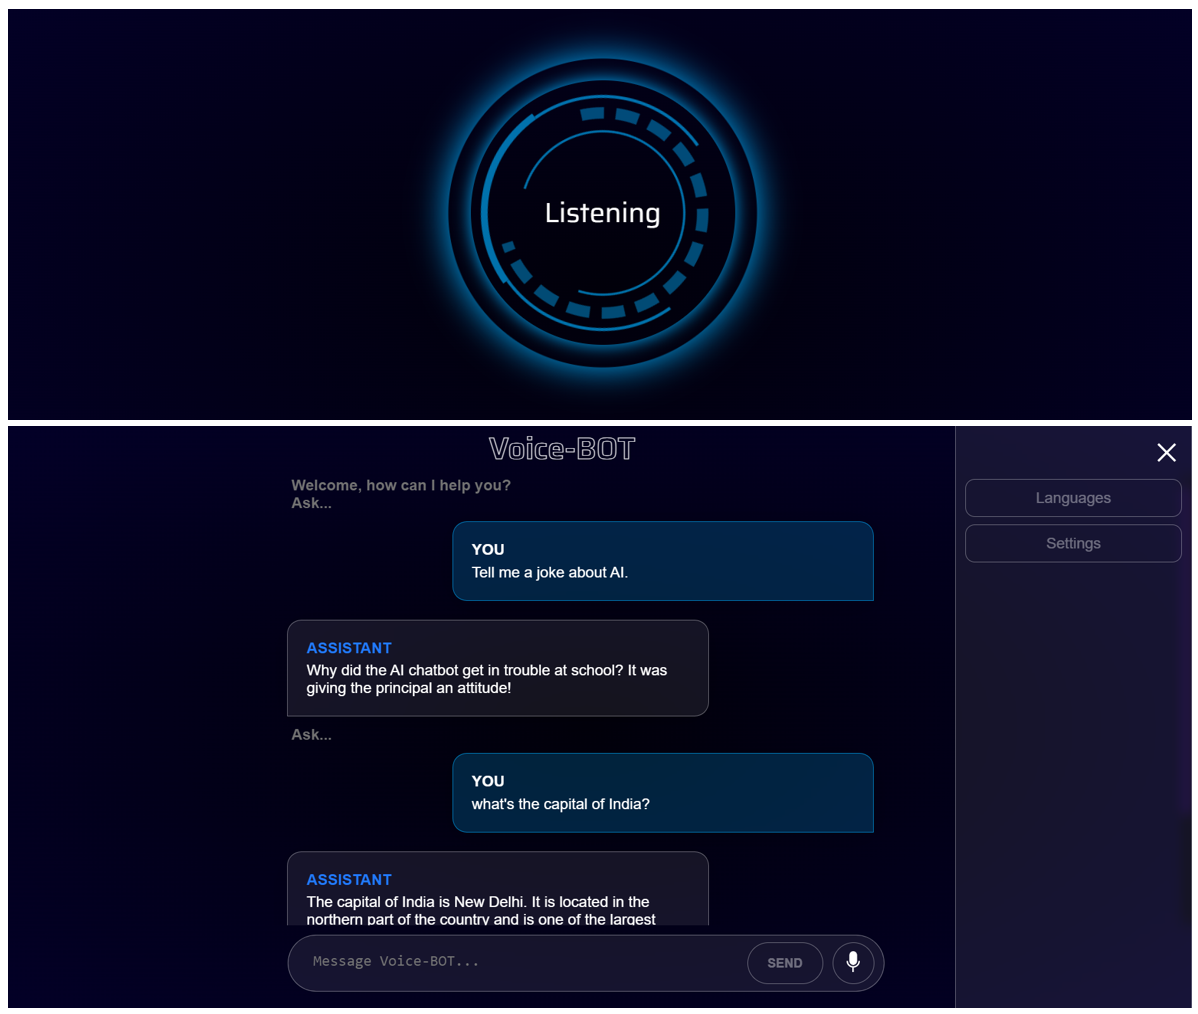 Listening
Voice-BOT
Welcome, how can I help you?
Ask...
YOU
Tell me a joke about AI.
ASSISTANT
Why did the AI chatbot get in trouble at school? It was
giving the principal an attitude!
Ask...
YOU
what's the capital of India?
ASSISTANT
The capital of India is New Delhi. It is located in the
northern part of the country and is one of the largest
Message Voice-BOT...
SEND
Languages
Settings